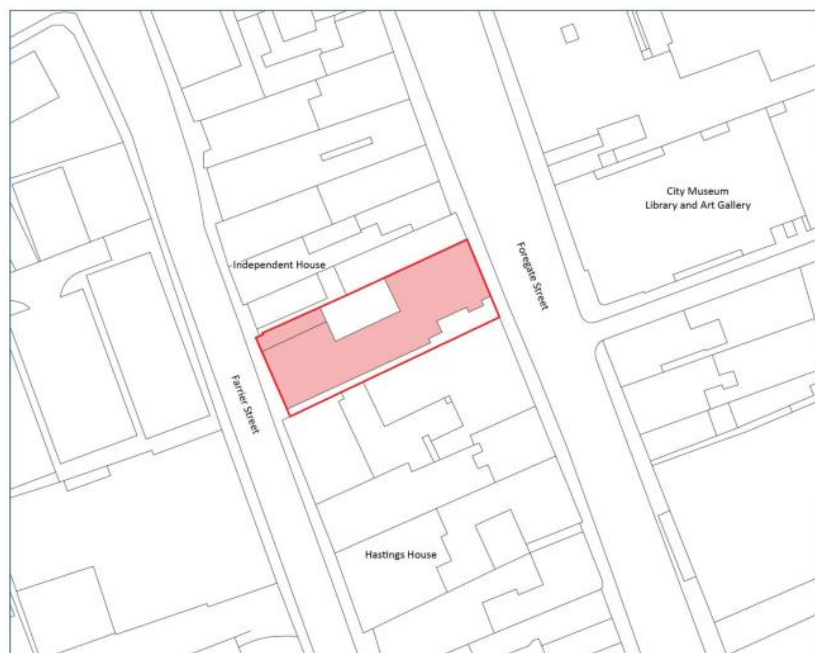 City Museum
Library and Art Gallery
Foregate Street
Independent House
Farrier Street
Hastings House